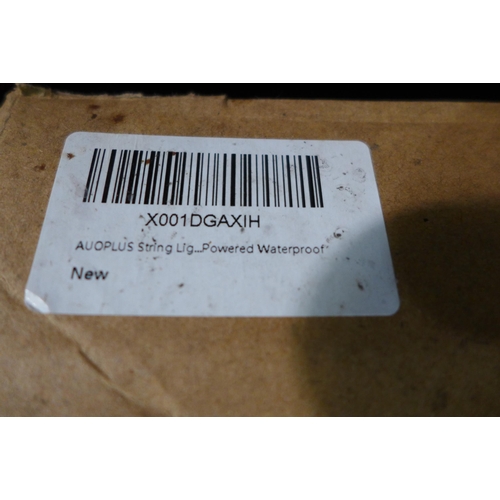 X001DGAXIH
AUOPLUS String Lig...Powered Waterproof
New